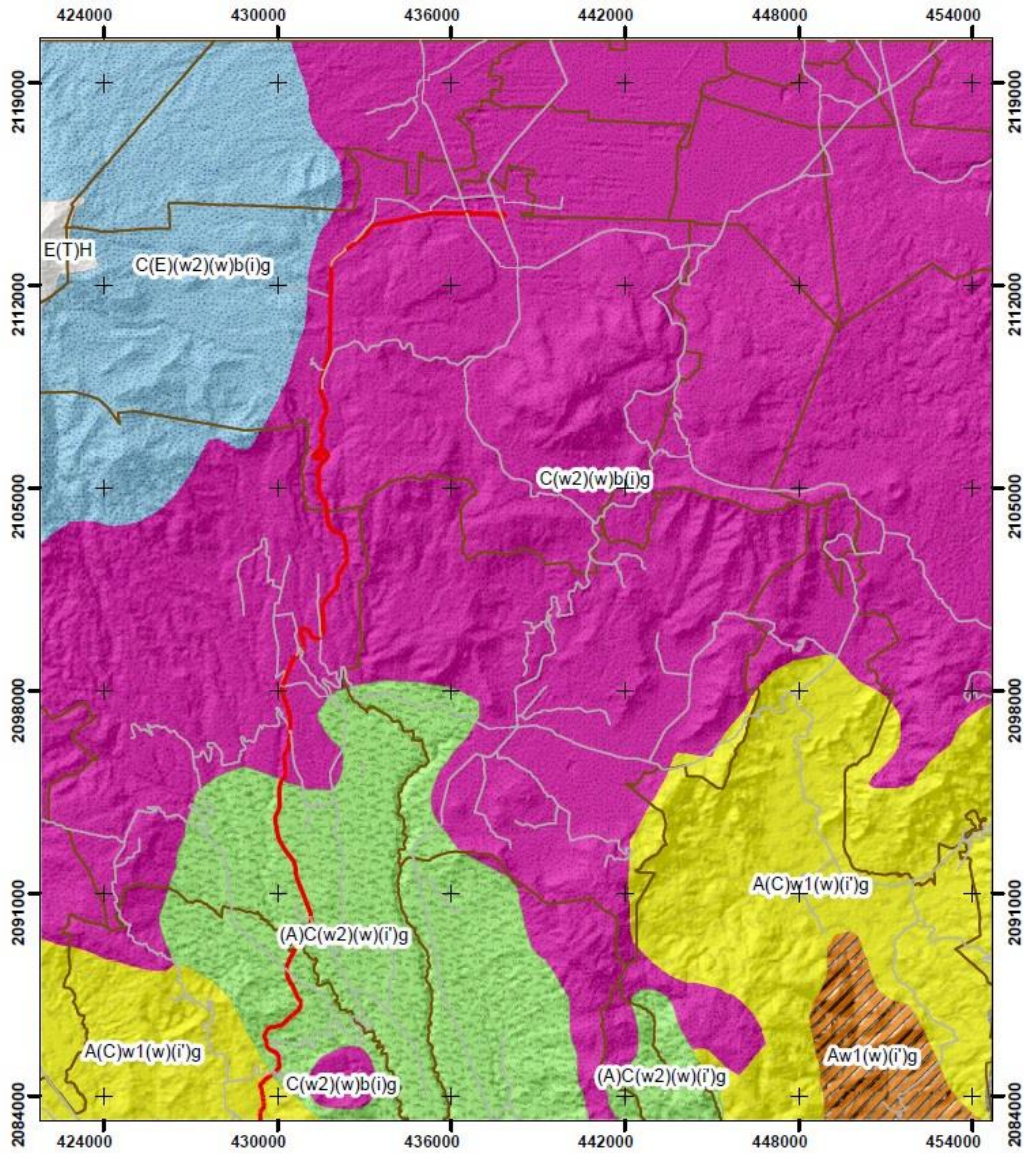 424000 430000 436000 442000 448000 454000
2119000 2119000
E(T)H
C(E)(w2)(w)b(i)g
2112000 2112000
C(w2)(w)b(i)g
2105000 2105000
2098000 2098000
A(C)w1(w)(i')g
2091000 2091000
(A)C(w2)(w)(i')g
A(C)w1(w)(i')g
Aw1(w)(i')g
(A)C(w2)(w)(i')g
C(w2)(w)b(i)g
2084000 2084000
424000 430000 436000 442000 448000 454000